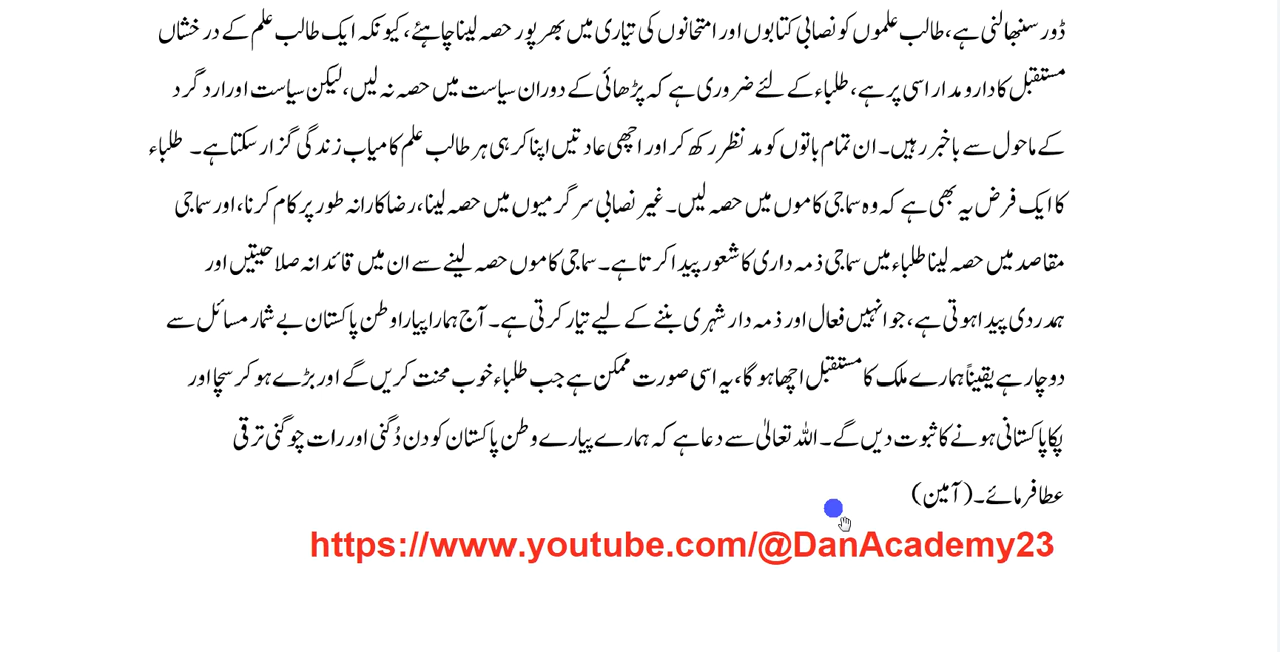 ڈور سنبھالنی ہے، طالب علموں کو نصابی کتابوں اور امتحانوں کی تیاری میں بھرپور حصہ لینا چاہئے، کیونکہ ایک طالب علم کے درخشاں
مستقبل کا دارو مدار اسی پر ہے، طلباء کے لئے ضروری ہے کہ پڑھائی کے دوران سیاست میں حصہ نہ لیں، لیکن سیاست اور ارد گرد
کے ماحول سے باخبر رہیں۔ ان تمام باتوں کو مدنظر رکھ کر اور اچھی عادتیں اپنا کر ہی ہر طالب علم کامیاب زندگی گزار سکتا ہے۔ طلباء
کا ایک فرض یہ بھی ہے کہ وہ سماجی کاموں میں حصہ لیں۔ غیر نصابی سرگرمیوں میں حصہ لینا، رضاکارانہ طور پر کام کرنا، اور سماجی
مقاصد میں حصہ لینا طلباء میں سماجی ذمہ داری کا شعور پیدا کرتا ہے۔ سماجی کاموں حصہ لینے سے ان میں قائدانہ صلاحیتیں اور
ہمدردی پیدا ہوتی ہے، جو انہیں فعال اور ذمہ دار شہری بننے کے لیے تیار کرتی ہے۔ آج ہمارا پیارا وطن پاکستان بے شمار مسائل سے
دوچار ہے یقیناً ہمارے ملک کا مستقبل اچھا ہو گا، یہ اسی صورت ممکن ہے جب طلباء خوب محنت کریں گے اور بڑے ہو کر سچا اور
پکا پاکستانی ہونے کا ثبوت دیں گے۔ اللہ تعالیٰ سے دعا ہے کہ ہمارے پیارے وطن پاکستان کو دن دُگنی اور رات چوگنی ترقی
عطا فرمائے۔ (آمین)
https://www.youtube.com/@DanAcademy23